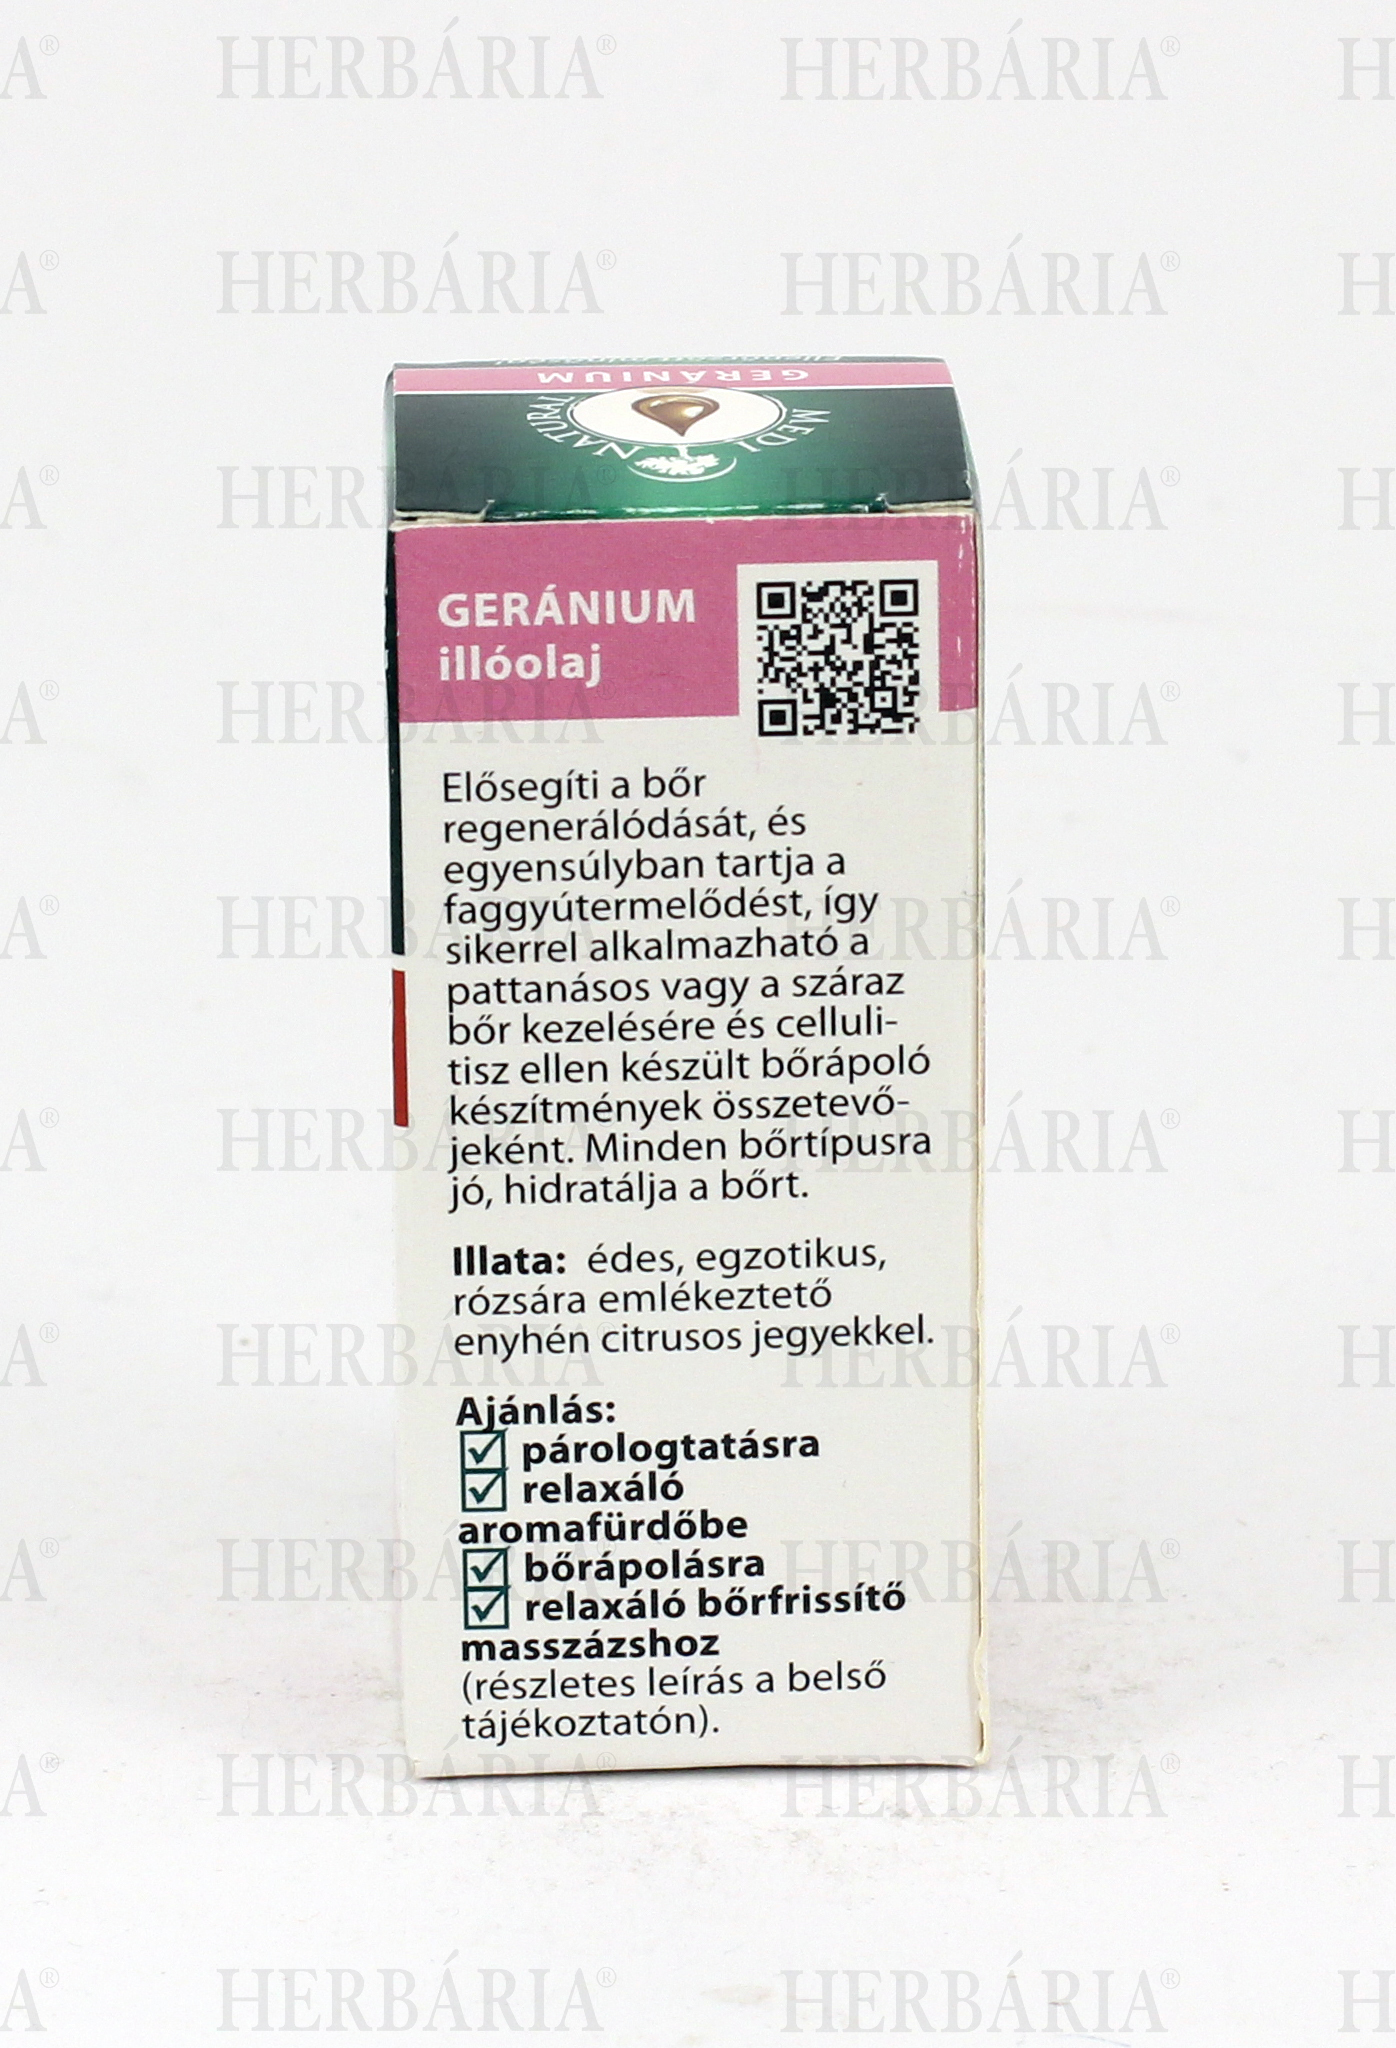 HERBÁRIA®
GERÁNIUM
MEDI NATURAL
GERÁNIUM
illóolaj
Elősegíti a bőr
regenerálódását, és
egyensúlyban tartja a
faggyútermelődést, így
sikerrel alkalmazható a
pattanásos vagy a száraz
bőr kezelésére és celluli-
tisz ellen készült bőrápoló
készítmények összetevő-
jeként. Minden bőrtípusra
jó, hidratálja a bőrt.
Illata: édes, egzotikus,
rózsára emlékeztető
enyhén citrusos jegyekkel.
Ajánlás:
párologtatásra
relaxáló
aromafürdőbe
bőrápolásra
relaxáló bőrfrissítő
masszázshoz
(részletes leírás a belső
tájékoztatón).